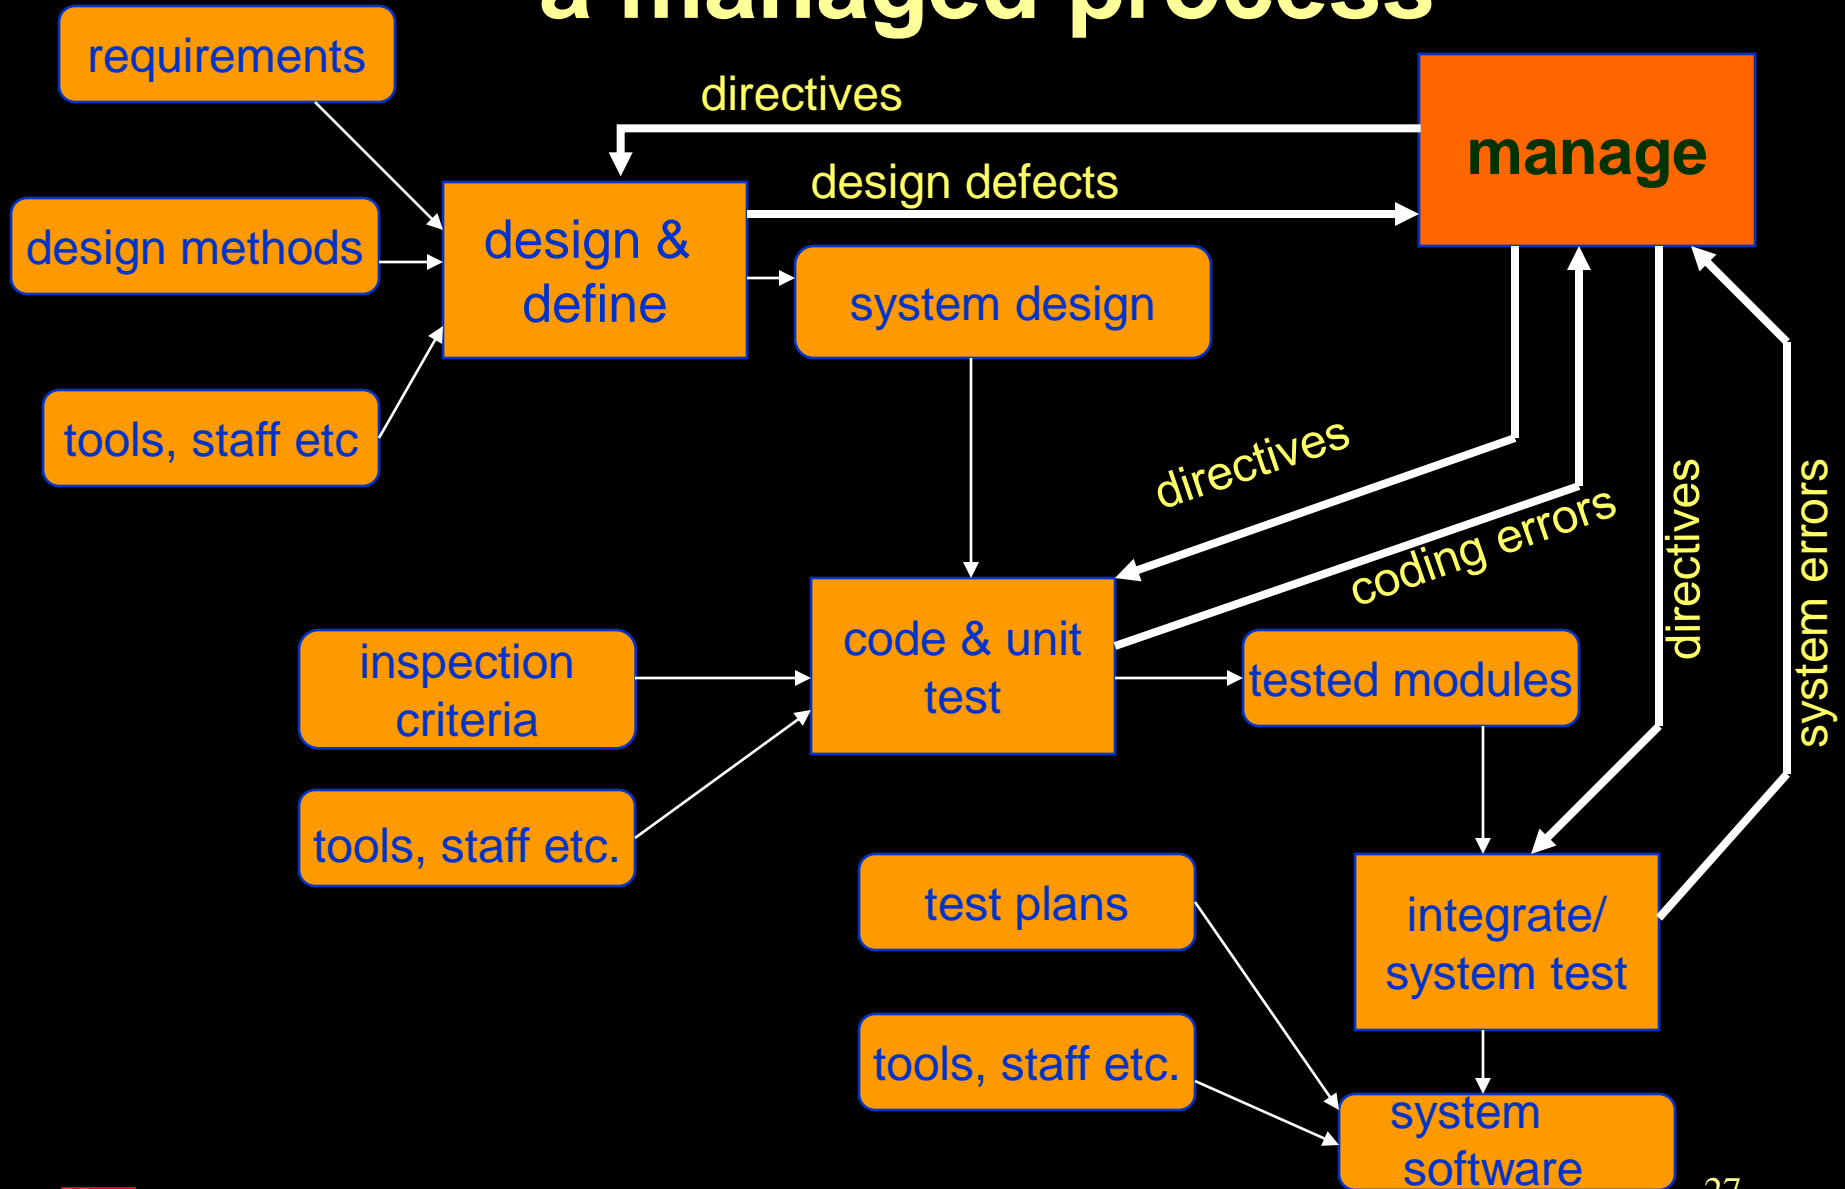 a managed process
requirements
directives
manage
design defects
design methods
design &
define
system design
tools, staff etc
directives
coding errors
directives
system errors
inspection
criteria
code & unit
test
tested modules
tools, staff etc.
test plans
integrate/
system test
tools, staff etc.
system
software
27